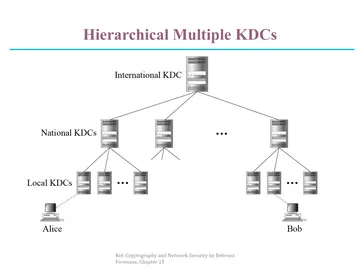 Hierarchical Multiple KDCs
International KDC
National KDCs
...
Local KDCs
...
...
Alice
Bob
Ref: Cryptography and Network Security by Behrouz
Forouzan, Chapter 15